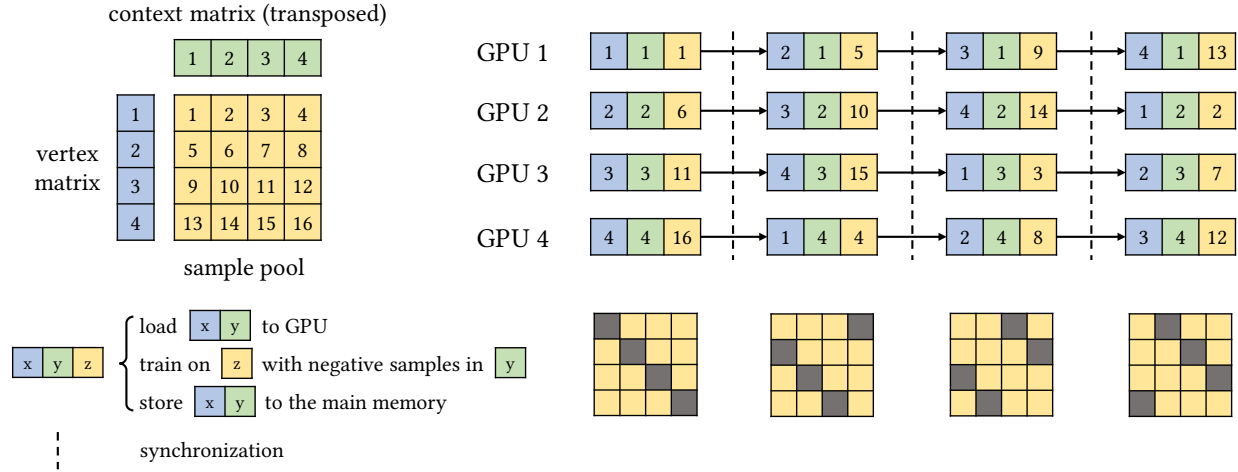 context matrix (transposed)
1 2 3 4
vertex
matrix
1
2
3
4
1 2 3 4
5 6 7 8
9 10 11 12
13 14 15 16
sample pool
GPU 1 1 1 1 2 1 5 3 1 9 4 1 13
GPU 2 2 2 6 3 2 10 4 2 14 1 2 2
GPU 3 3 3 11 4 3 15 1 3 3 2 3 7
GPU 4 4 4 16 1 4 4 2 4 8 3 4 12
x y z
load x y to GPU
train on z with negative samples in y
store x y to the main memory
synchronization